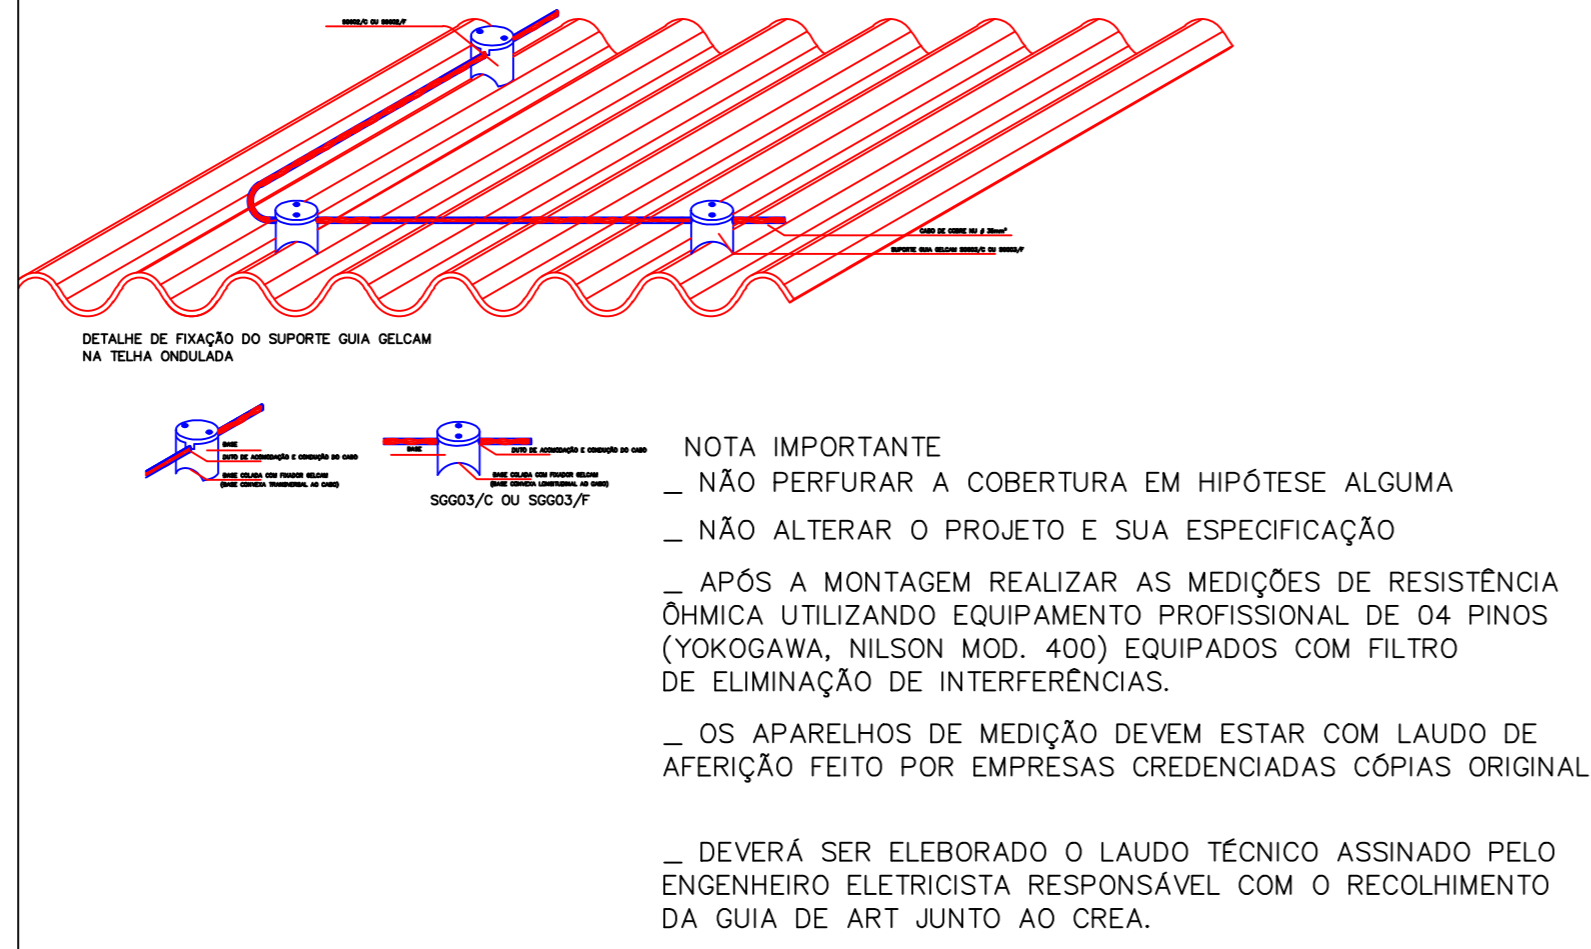 SGG02/C OU SGG02/F
CABO DE COBRE NU ø 35mm²
SUPORTE GUIA GELCAM SGG03/C OU SGG03/F
DETALHE DE FIXAÇÃO DO SUPORTE GUIA GELCAM
NA TELHA ONDULADA
BASE
DUTO DE ACOMODAÇÃO E CONDUÇÃO DO CABO
BASE COLADA COM FIXADOR GELCAM
(BASE CONVEXA TRANSVERSAL AO CABO)
BASE
DUTO DE ACOMODAÇÃO E CONDUÇÃO DO CABO
BASE COLADA COM FIXADOR GELCAM
(BASE CONVEXA LONGITUDINAL AO CABO)
SGG03/C OU SGG03/F
NOTA IMPORTANTE
_ NÃO PERFURAR A COBERTURA EM HIPÓTESE ALGUMA
_ NÃO ALTERAR O PROJETO E SUA ESPECIFICAÇÃO
_ APÓS A MONTAGEM REALIZAR AS MEDIÇÕES DE RESISTÊNCIA
ÔHMICA UTILIZANDO EQUIPAMENTO PROFISSIONAL DE 04 PINOS
(YOKOGAWA, NILSON MOD. 400) EQUIPADOS COM FILTRO
DE ELIMINAÇÃO DE INTERFERÊNCIAS.
_ OS APARELHOS DE MEDIÇÃO DEVEM ESTAR COM LAUDO DE
AFERIÇÃO FEITO POR EMPRESAS CREDENCIADAS CÓPIAS ORIGINAL
_ DEVERÁ SER ELEBORADO O LAUDO TÉCNICO ASSINADO PELO
ENGENHEIRO ELETRICISTA RESPONSÁVEL COM O RECOLHIMENTO
DA GUIA DE ART JUNTO AO CREA.